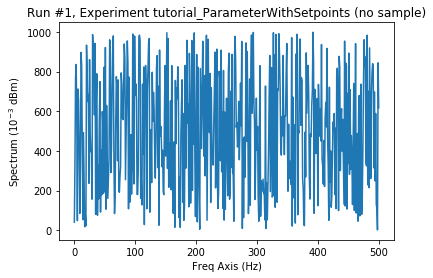 Run #1, Experiment tutorial_ParameterWithSetpoints (no sample)
1000
800
600
400
200
0
Spectrum (10⁻³ dBm)
0 100 200 300 400 500
Freq Axis (Hz)